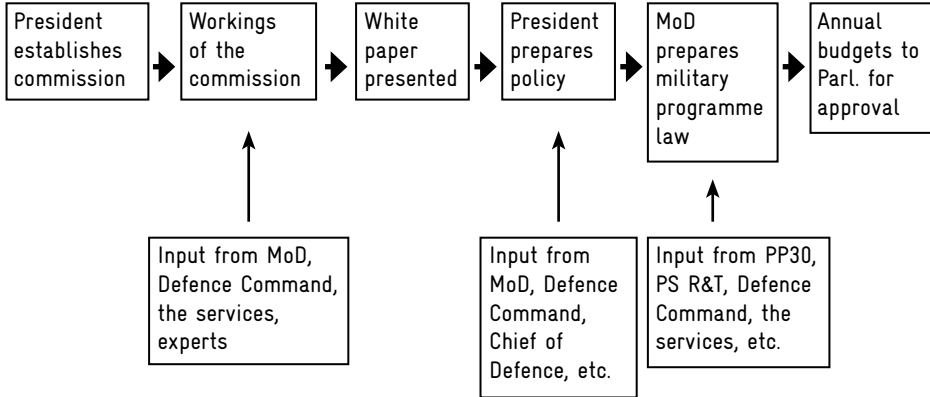 President
establishes
commission
Workings
of the
commission
White
paper
presented
President
prepares
policy
MoD
prepares
military
programme
law
Annual
budgets to
Parl. for
approval
Input from MoD,
Defence Command,
the services,
experts
Input from
MoD, Defence
Command,
Chief of
Defence, etc.
Input from PP30,
PS R&T, Defence
Command, the
services, etc.